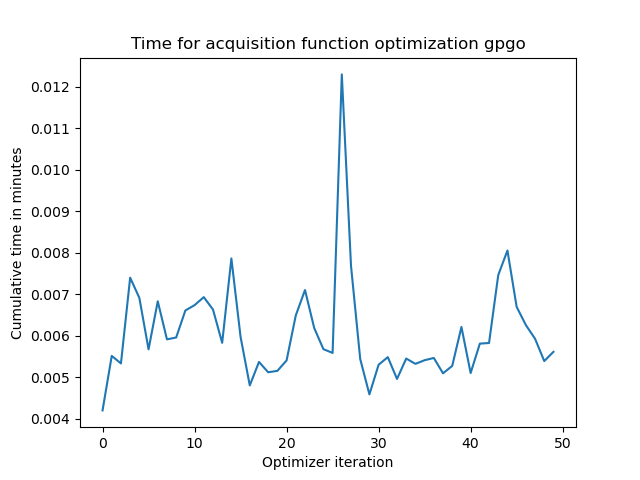 Time for acquisition function optimization gpgo
Cumulative time in minutes
0.012
0.011
0.010
0.009
0.008
0.007
0.006
0.005
0.004
0 10 20 30 40 50
Optimizer iteration